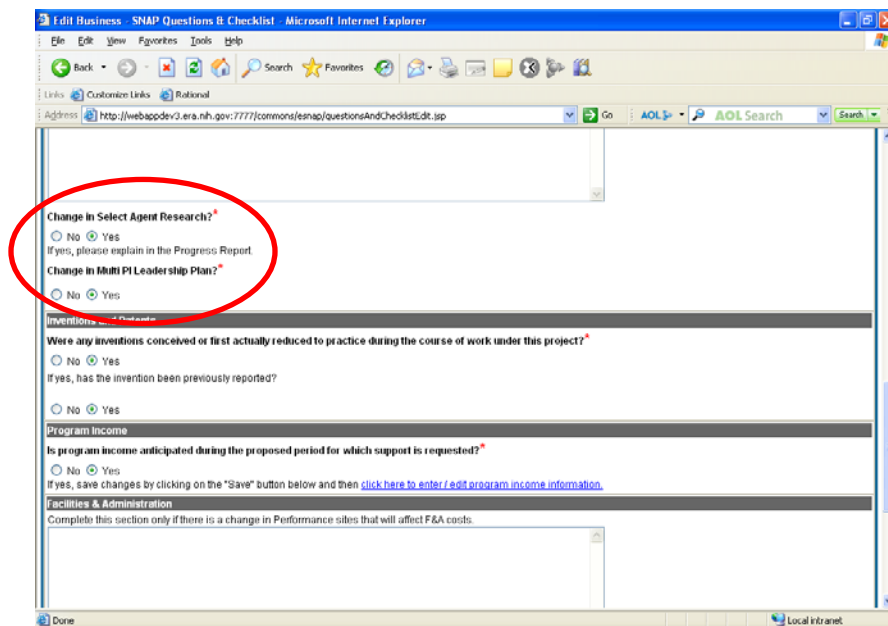 Edit Business - SNAP Questions & Checklist - Microsoft Internet Explorer
File Edit View Favorites Tools Help
Back Search Favorites
Links Customize Links Rational
Address http://webappdev3.era.nih.gov:7777/commons/esnap/questionsAndChecklistEdit.jsp Go AOL AOL Search Search
Change in Select Agent Research?*
No Yes
If yes, please explain in the Progress Report.
Change in Multi PI Leadership Plan?*
No Yes
Inventions and Patents
Were any inventions conceived or first actually reduced to practice during the course of work under this project?*
No Yes
If yes, has the invention been previously reported?
No Yes
Program Income
Is program income anticipated during the proposed period for which support is requested?*
No Yes
If yes, save changes by clicking on the "Save" button below and then click here to enter / edit program income information.
Facilities & Administration
Complete this section only if there is a change in Performance sites that will affect F&A costs.
Done Local intranet